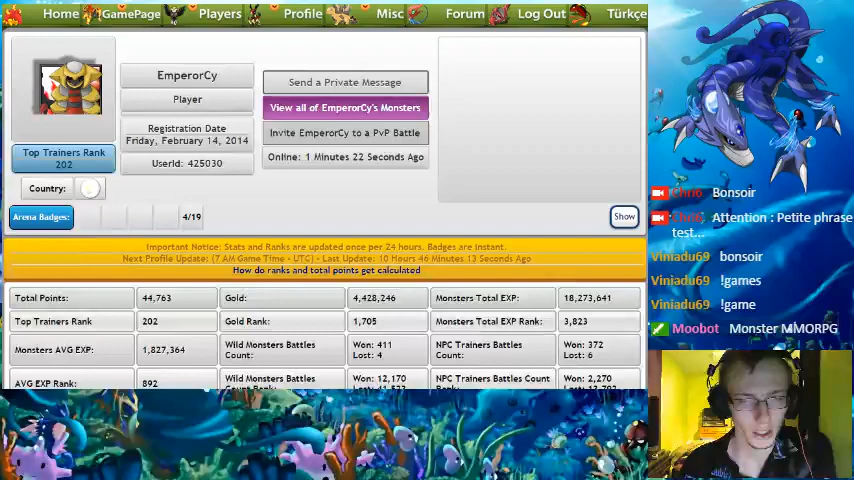 Home GamePage Players Profile Misc Forum Log Out Türkçe
EmperorCy
Player
Registration Date
Friday, February 14, 2014
UserId: 425030
Send a Private Message
View all of EmperorCy's Monsters
Invite EmperorCy to a PvP Battle
Online: 1 Minutes 22 Seconds Ago
Top Trainers Rank
202
Country:
Arena Badges:
4/19
Show
Important Notice: Stats and Ranks are updated once per 24 hours. Badges are instant.
Next Profile Update: (7 AM Game Time - UTC) - Last Update: 10 Hours 46 Minutes 13 Seconds Ago
How do ranks and total points get calculated
Total Points: 44,763 Gold: 4,428,246 Monsters Total EXP: 18,273,641
Top Trainers Rank 202 Gold Rank: 1,705 Monsters Total EXP Rank: 3,823
Monsters AVG EXP: 1,827,364 Wild Monsters Battles Count: Won: 411 Lost: 4 NPC Trainers Battles Count: Won: 372 Lost: 6
AVG EXP Rank: 892 Wild Monsters Battles Won: 12,170 NPC Trainers Battles Count Won: 2,270
Chri6 Bonsoir
Chri6 Attention : Petite phrase
test...
Viniadu69 bonsoir
Viniadu69 !games
Viniadu69 !game
Moobot Monster MMORPG